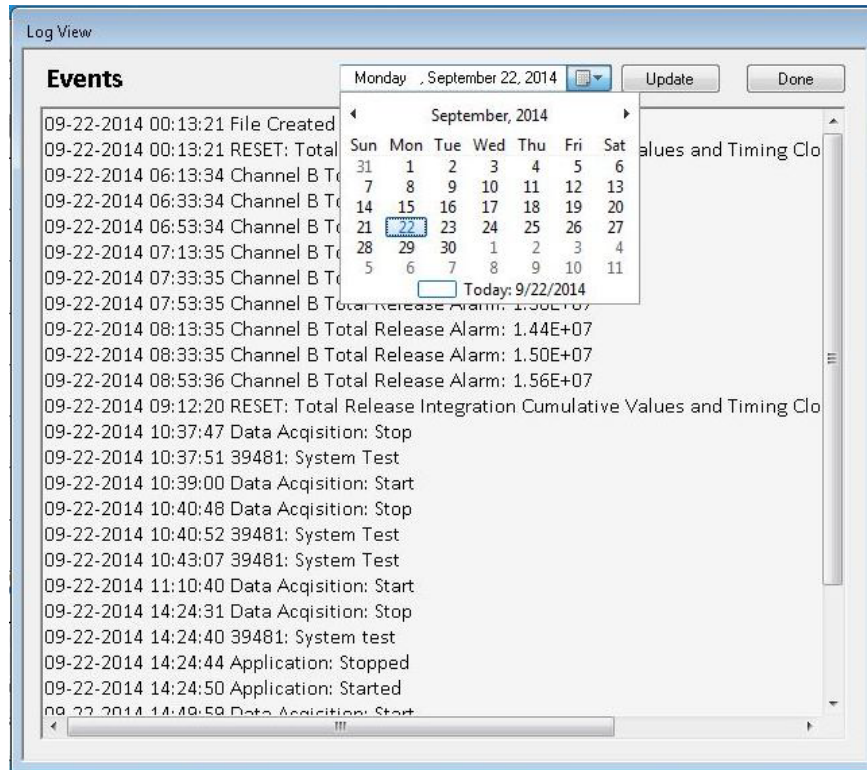 Log View
Events
Monday , September 22, 2014
Update
Done
September, 2014
Sun Mon Tue Wed Thu Fri Sat
31 1 2 3 4 5 6
7 8 9 10 11 12 13
14 15 16 17 18 19 20
21 22 23 24 25 26 27
28 29 30 1 2 3 4
5 6 7 8 9 10 11
Today: 9/22/2014
09-22-2014 00:13:21 File Created
09-22-2014 00:13:21 RESET: Total alues and Timing Clo
09-22-2014 06:13:34 Channel B
09-22-2014 06:33:34 Channel B
09-22-2014 06:53:34 Channel B
09-22-2014 07:13:35 Channel B
09-22-2014 07:33:35 Channel B
09-22-2014 07:53:35 Channel B Total Release Alarm:
09-22-2014 08:13:35 Channel B Total Release Alarm: 1.44E+07
09-22-2014 08:33:35 Channel B Total Release Alarm: 1.50E+07
09-22-2014 08:53:36 Channel B Total Release Alarm: 1.56E+07
09-22-2014 09:12:20 RESET: Total Release Integration Cumulative Values and Timing Clo
09-22-2014 10:37:47 Data Acqisition: Stop
09-22-2014 10:37:51 39481: System Test
09-22-2014 10:39:00 Data Acqisition: Start
09-22-2014 10:40:48 Data Acqisition: Stop
09-22-2014 10:40:52 39481: System Test
09-22-2014 10:43:07 39481: System Test
09-22-2014 11:10:40 Data Acqisition: Start
09-22-2014 14:24:31 Data Acqisition: Stop
09-22-2014 14:24:40 39481: System test
09-22-2014 14:24:44 Application: Stopped
09-22-2014 14:24:50 Application: Started
09-22-2014 14:49:59 Data Acqisition: Start